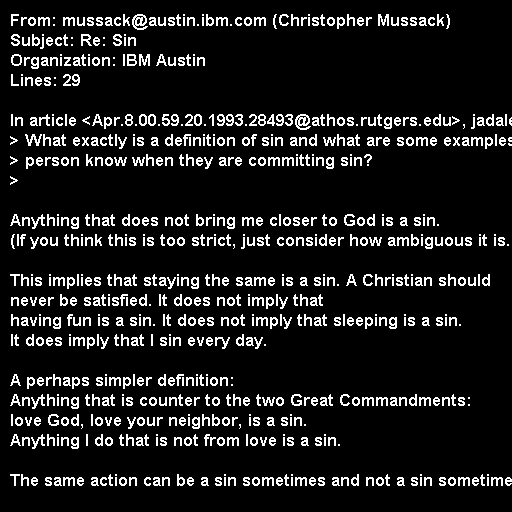 From: mussack@austin.ibm.com (Christopher Mussack)
Subject: Re: Sin
Organization: IBM Austin
Lines: 29
In article <Apr.8.00.59.20.1993.28493@athos.rutgers.edu>, jadale
> What exactly is a definition of sin and what are some examples
> person know when they are committing sin?
>
Anything that does not bring me closer to God is a sin.
(If you think this is too strict, just consider how ambiguous it is.
This implies that staying the same is a sin. A Christian should
never be satisfied. It does not imply that
having fun is a sin. It does not imply that sleeping is a sin.
It does imply that I sin every day.
A perhaps simpler definition:
Anything that is counter to the two Great Commandments:
love God, love your neighbor, is a sin.
Anything I do that is not from love is a sin.
The same action can be a sin sometimes and not a sin sometime